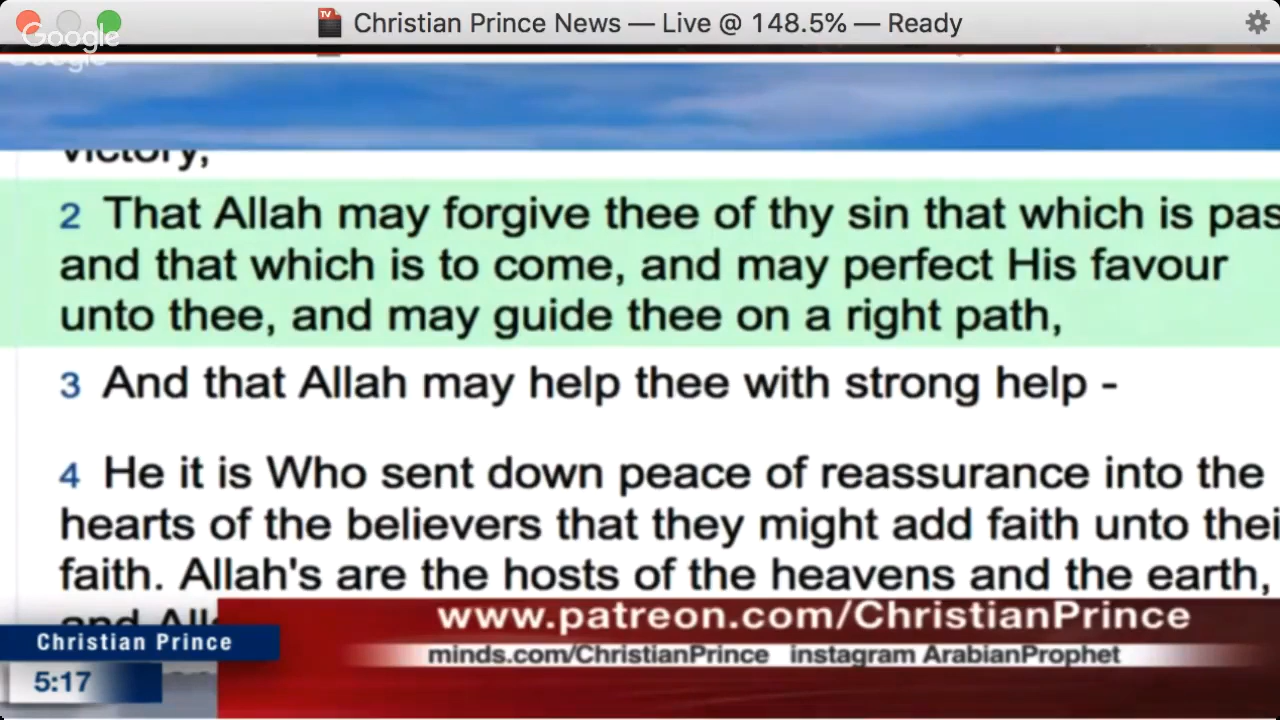 Christian Prince News — Live @ 148.5% — Ready
Google
victory,
2 That Allah may forgive thee of thy sin that which is pas
and that which is to come, and may perfect His favour
unto thee, and may guide thee on a right path,
3 And that Allah may help thee with strong help -
4 He it is Who sent down peace of reassurance into the
hearts of the believers that they might add faith unto thei
faith. Allah's are the hosts of the heavens and the earth,
www.patreon.com/ChristianPrince
Christian Prince
minds.com/ChristianPrince instagram ArabianProphet
5:17